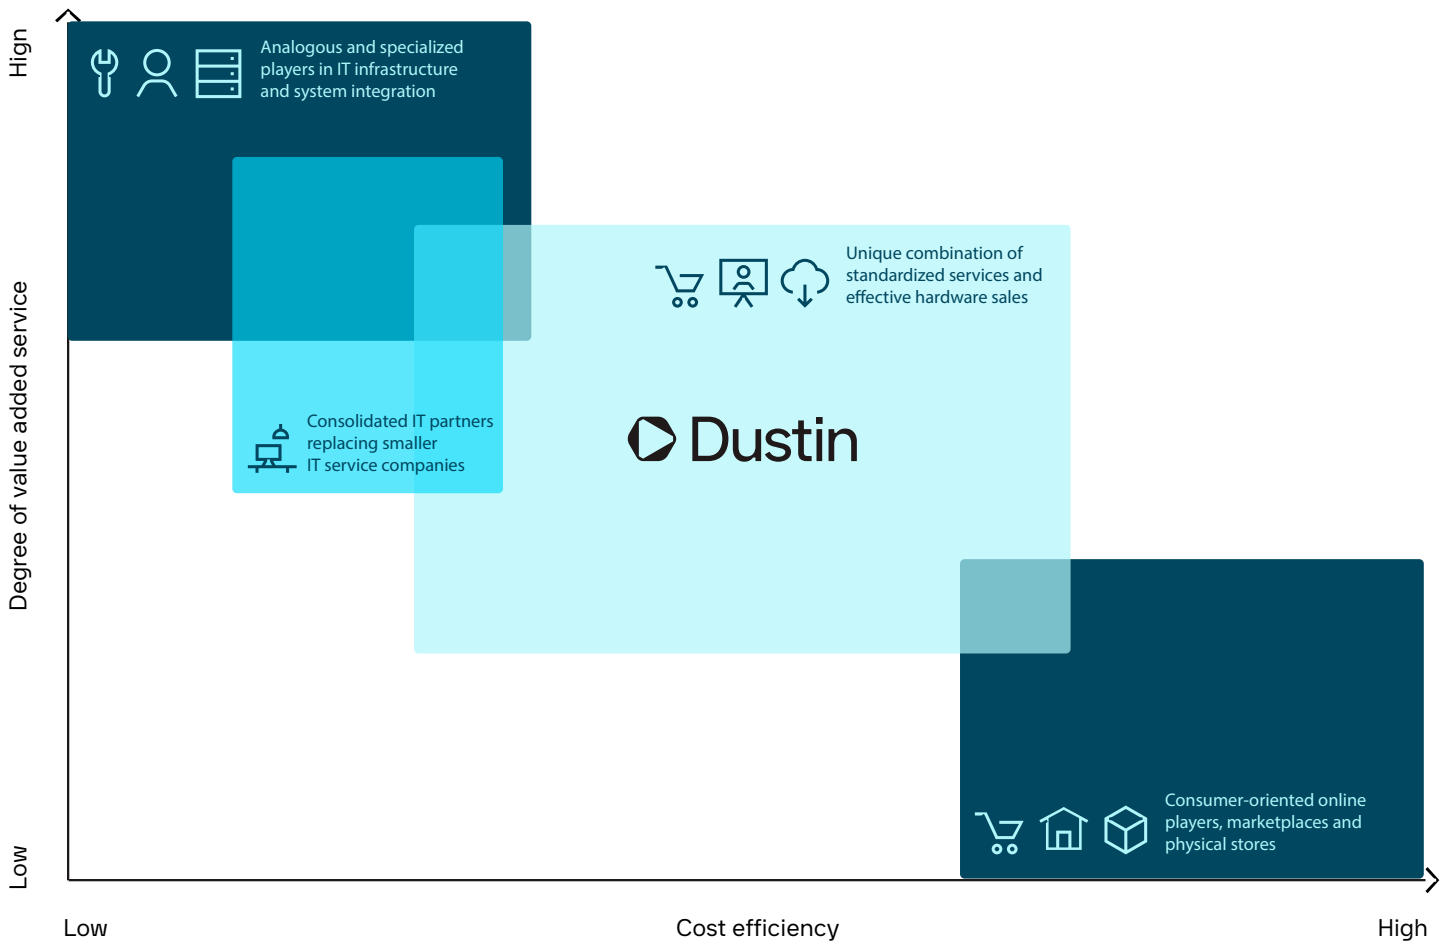 Hign
Analogous and specialized
players in IT infrastructure
and system integration
Unique combination of
standardized services and
effective hardware sales
Degree of value added service
Consolidated IT partners
replacing smaller
IT service companies
Dustin
Consumer-oriented online
players, marketplaces and
physical stores
Low
Low
Cost efficiency
High